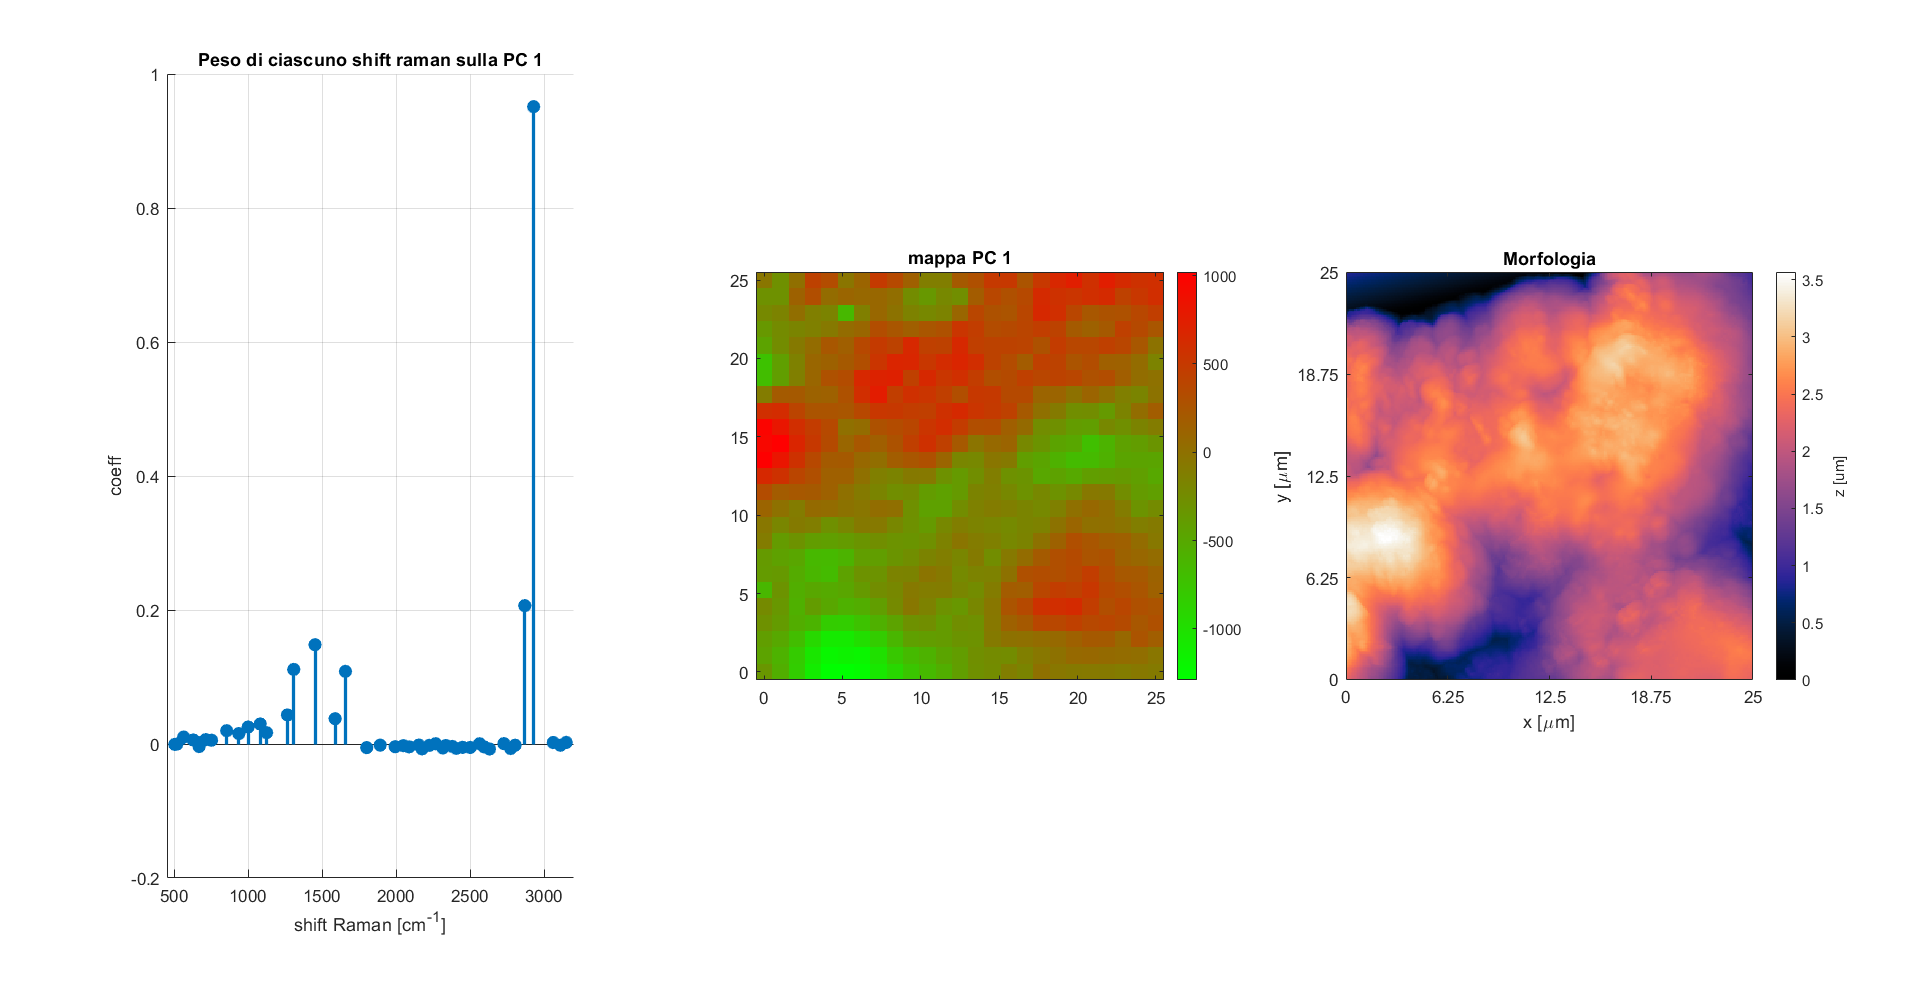 Peso di ciascuno shift raman sulla PC 1
1
0.8
0.6
0.4
0.2
0
-0.2
coeff
500 1000 1500 2000 2500 3000
shift Raman [cm-1]
mappa PC 1
25
20
15
10
5
0
0 5 10 15 20 25
1000
500
0
-500
-1000
Morfologia
25
18.75
12.5
6.25
0
y [μm]
0 6.25 12.5 18.75 25
x [μm]
3.5
3
2.5
2
1.5
1
0.5
0
z [um]